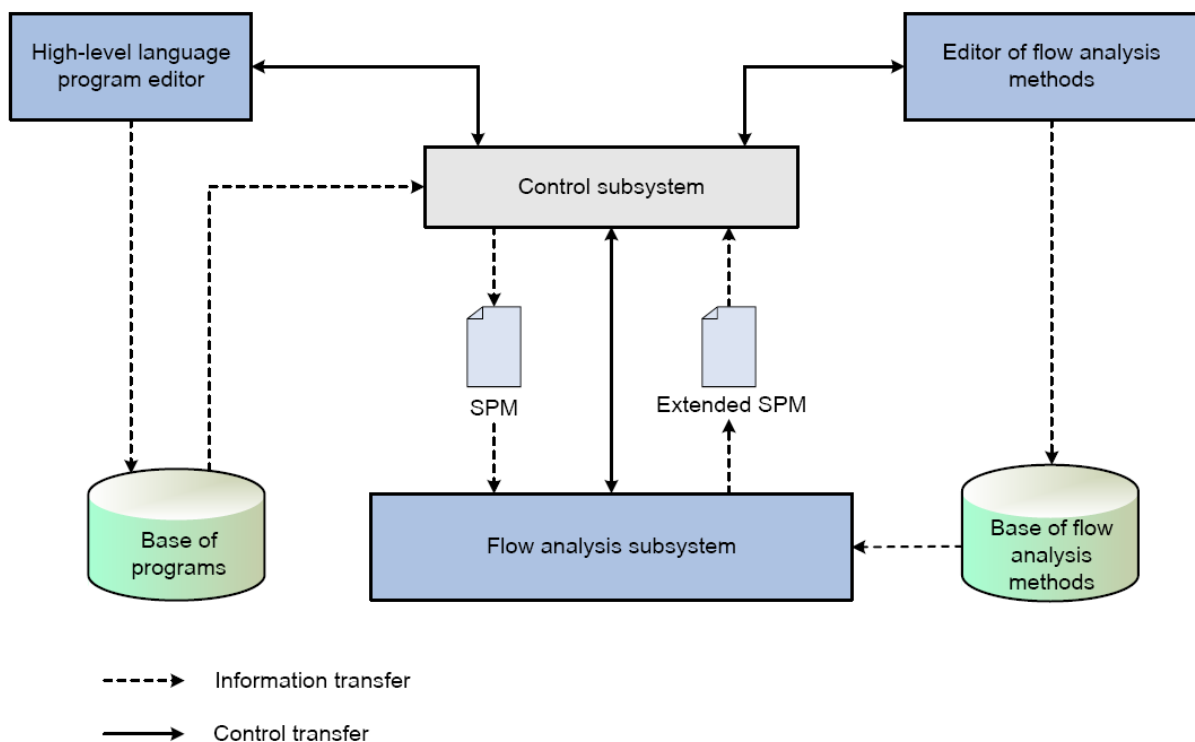 High-level language
program editor
Editor of flow analysis
methods
Control subsystem
SPM
Extended SPM
Base of
programs
Flow analysis subsystem
Base of flow
analysis
methods
Information transfer
Control transfer